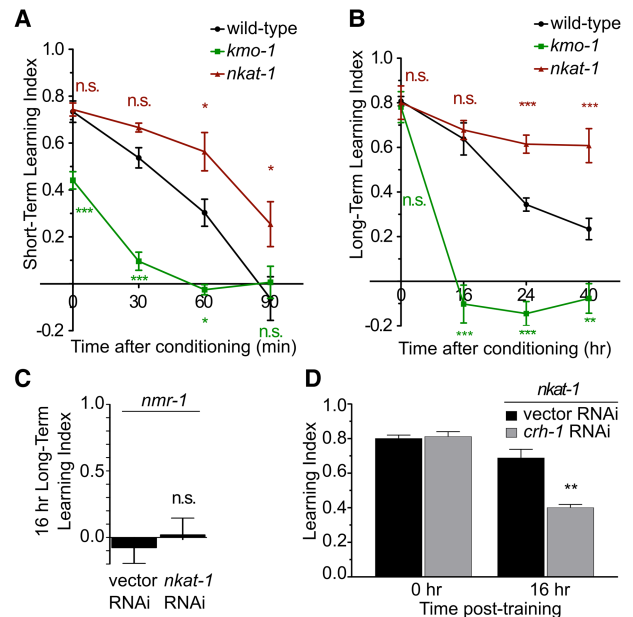 A
wild-type
kmo-1
nkat-1
Short-Term Learning Index
1.0
0.8
0.6
0.4
0.2
-0.2
n.s.
n.s.
*
*
***
***
*
n.s.
0
30
60
90
Time after conditioning (min)
B
wild-type
kmo-1
nkat-1
Long-Term Learning Index
1.0
0.8
0.6
0.4
0.2
-0.2
n.s.
n.s.
***
***
n.s.
***
***
**
0
16
24
40
Time after conditioning (hr)
C
nmr-1
16 hr Long-Term
Learning Index
1.0
0.5
0.0
n.s.
vector
RNAi
nkat-1
RNAi
D
nkat-1
vector RNAi
crh-1 RNAi
Learning Index
1.0
0.8
0.6
0.4
0.2
0.0
**
0 hr
16 hr
Time post-training